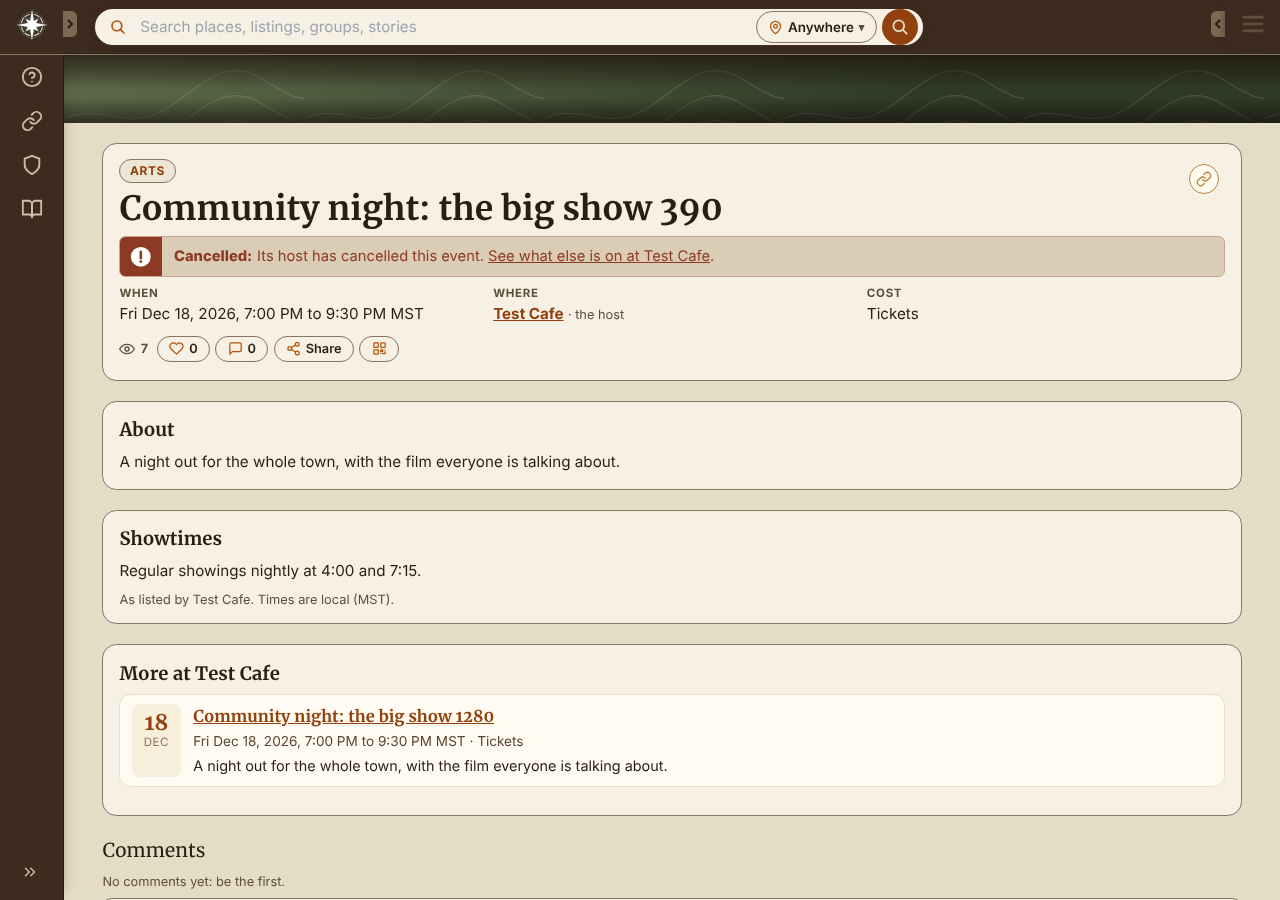 Search places, listings, groups, stories
Anywhere ▾
ARTS
Community night: the big show 390
Cancelled: Its host has cancelled this event. See what else is on at Test Cafe.
WHEN
Fri Dec 18, 2026, 7:00 PM to 9:30 PM MST
WHERE
Test Cafe · the host
COST
Tickets
7 0 0 Share
About
A night out for the whole town, with the film everyone is talking about.
Showtimes
Regular showings nightly at 4:00 and 7:15.
As listed by Test Cafe. Times are local (MST).
More at Test Cafe
18
DEC
Community night: the big show 1280
Fri Dec 18, 2026, 7:00 PM to 9:30 PM MST · Tickets
A night out for the whole town, with the film everyone is talking about.
Comments
No comments yet: be the first.